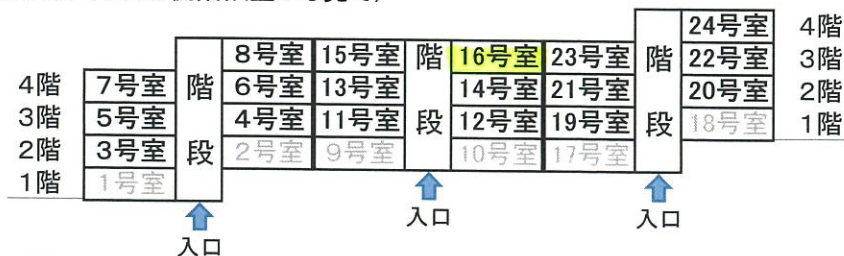 24号室 4階
8号室 15号室 階 16号室 23号室 階 22号室 3階
4階 7号室 階 6号室 13号室 14号室 21号室 20号室 2階
3階 5号室 4号室 11号室 段 12号室 19号室 段 18号室 1階
2階 3号室 段 2号室 9号室 10号室 17号室
1階 1号室
入口 入口
入口